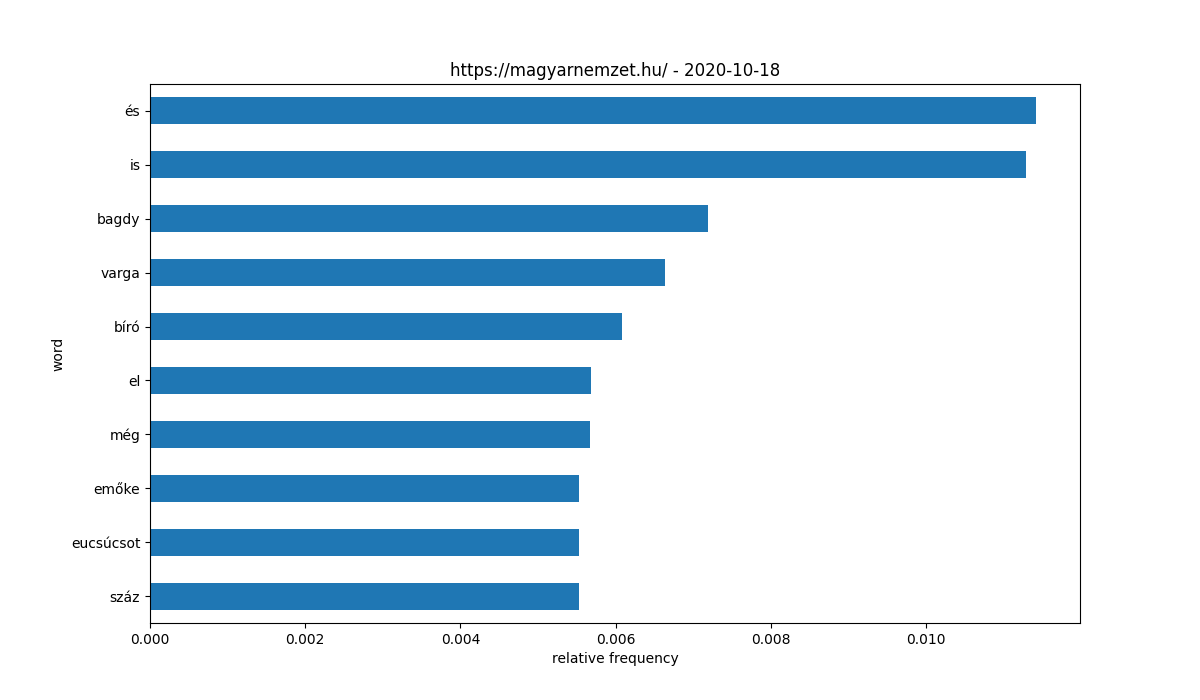 https://magyarnemzet.hu/ - 2020-10-18
és
is
bagdy
varga
bíró
el
még
emőke
eucsúcsot
száz
word
0.000 0.002 0.004 0.006 0.008 0.010
relative frequency